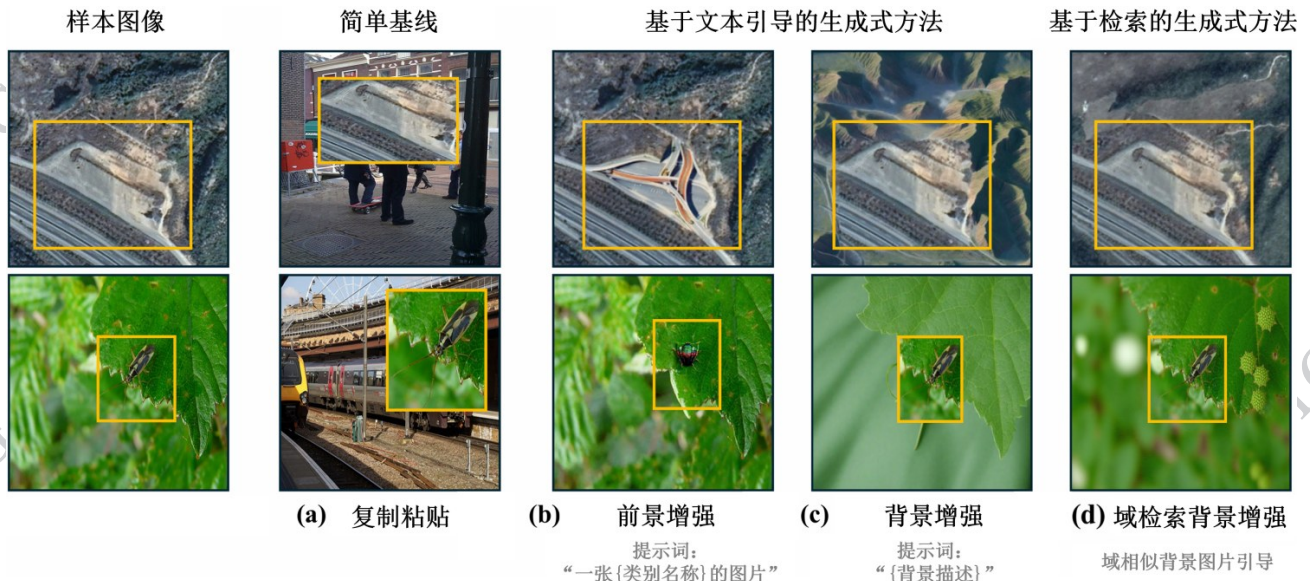 样本图像
简单基线
基于文本引导的生成式方法
基于检索的生成式方法
(a) 复制粘贴
(b) 前景增强
(c) 背景增强
(d) 域检索背景增强
提示词：
“一张{类别名称}的图片”
提示词：
“{背景描述}”
域相似背景图片引导